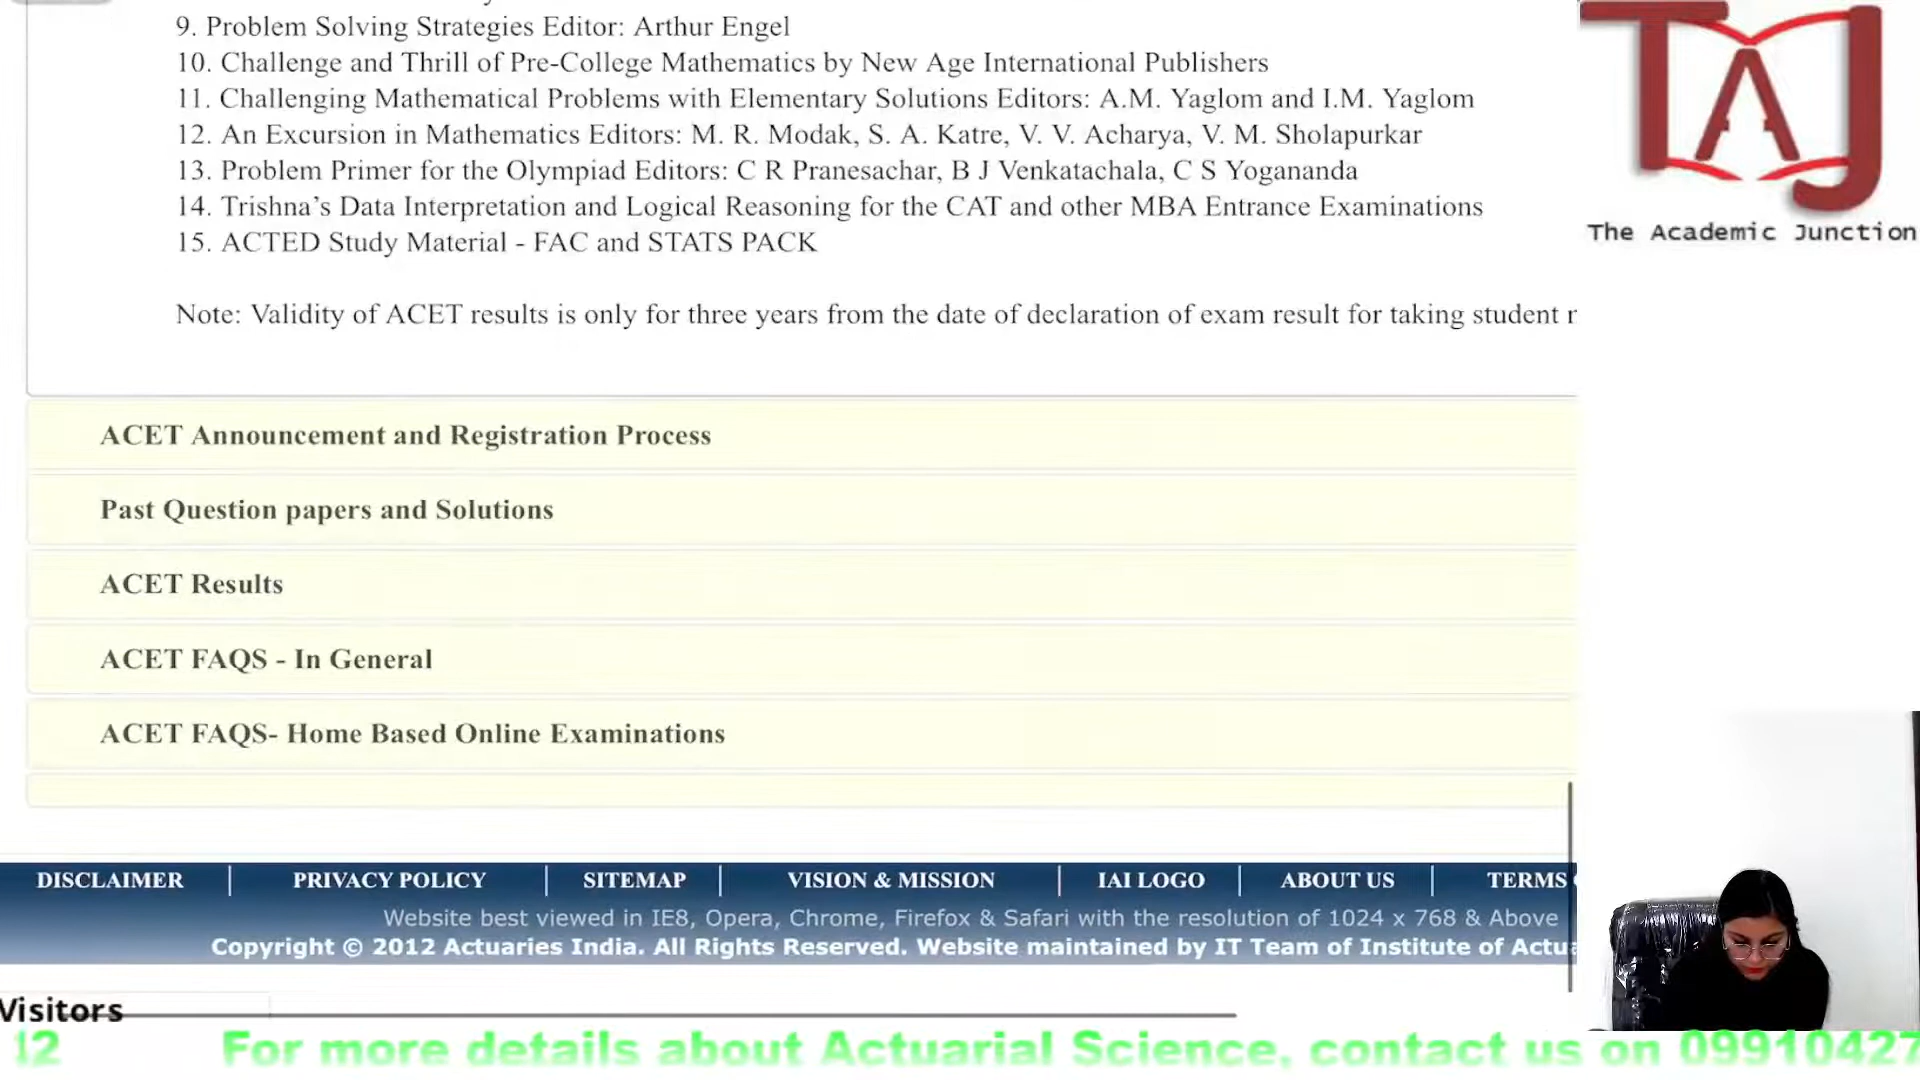 9. Problem Solving Strategies Editor: Arthur Engel
10. Challenge and Thrill of Pre-College Mathematics by New Age International Publishers
11. Challenging Mathematical Problems with Elementary Solutions Editors: A.M. Yaglom and I.M. Yaglom
12. An Excursion in Mathematics Editors: M. R. Modak, S. A. Katre, V. V. Acharya, V. M. Sholapurkar
13. Problem Primer for the Olympiad Editors: C R Pranesachar, B J Venkatachala, C S Yogananda
14. Trishna’s Data Interpretation and Logical Reasoning for the CAT and other MBA Entrance Examinations
15. ACTED Study Material - FAC and STATS PACK
Note: Validity of ACET results is only for three years from the date of declaration of exam result for taking student
ACET Announcement and Registration Process
Past Question papers and Solutions
ACET Results
ACET FAQS - In General
ACET FAQS- Home Based Online Examinations
DISCLAIMER | PRIVACY POLICY | SITEMAP | VISION & MISSION | IAI LOGO | ABOUT US | TERMS
Website best viewed in IE8, Opera, Chrome, Firefox & Safari with the resolution of 1024 x 768 & Above
Copyright © 2012 Actuaries India. All Rights Reserved. Website maintained by IT Team of Institute of
Visitors
12 For more details about Actuarial Science, contact us on 09910427
TAJ
The Academic Junction